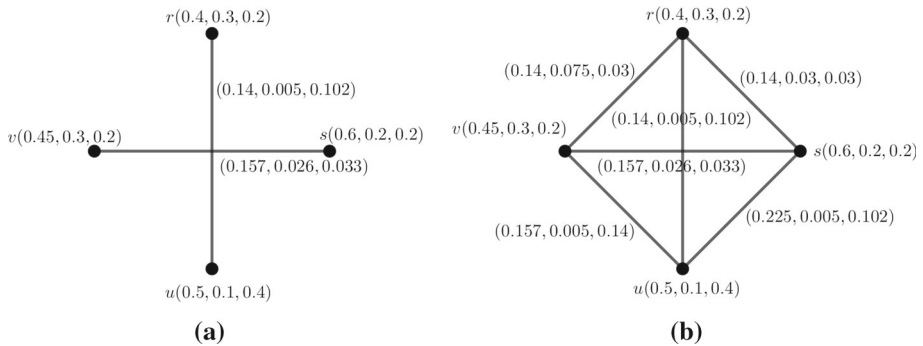 r(0.4, 0.3, 0.2)
(0.14, 0.005, 0.102)
v(0.45, 0.3, 0.2)
s(0.6, 0.2, 0.2)
(0.157, 0.026, 0.033)
u(0.5, 0.1, 0.4)
(a)
r(0.4, 0.3, 0.2)
(0.14, 0.075, 0.03)
(0.14, 0.03, 0.03)
(0.14, 0.005, 0.102)
v(0.45, 0.3, 0.2)
s(0.6, 0.2, 0.2)
(0.157, 0.026, 0.033)
(0.157, 0.005, 0.14)
(0.225, 0.005, 0.102)
u(0.5, 0.1, 0.4)
(b)